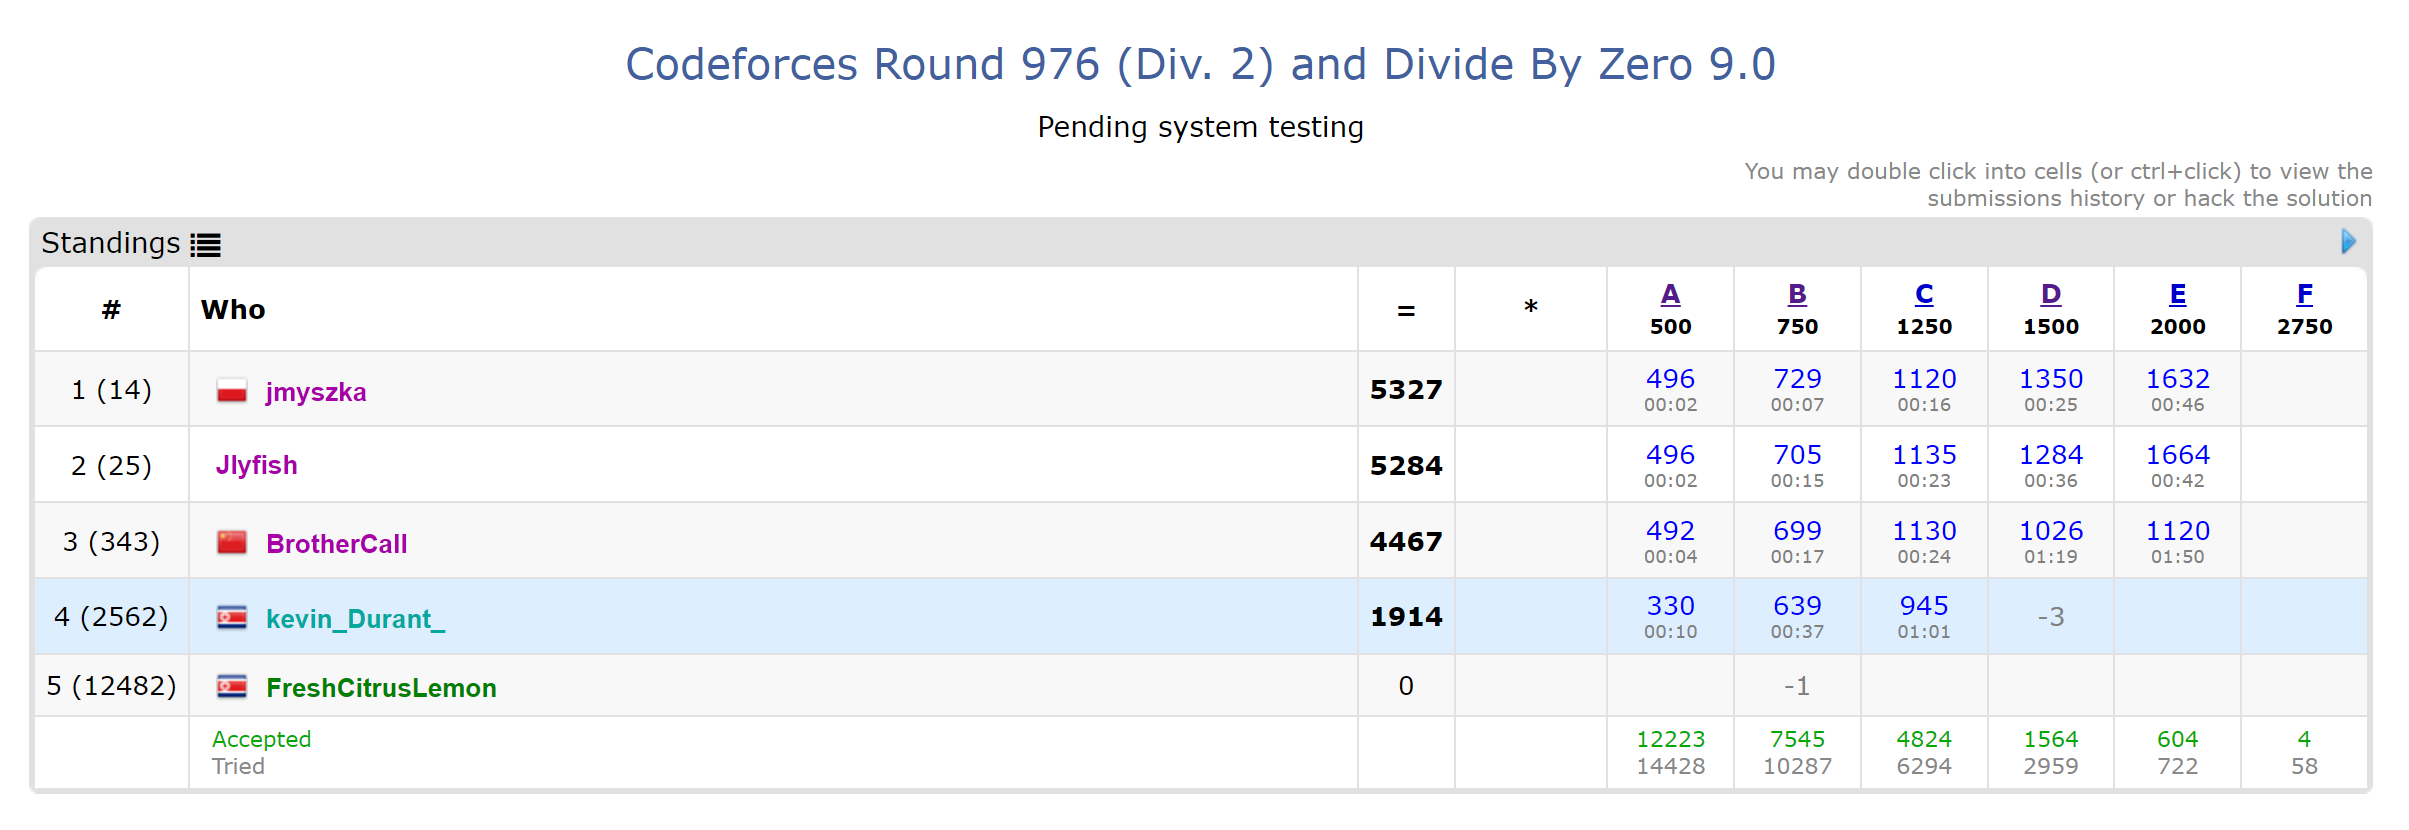 Codeforces Round 976 (Div. 2) and Divide By Zero 9.0
Pending system testing
You may double click into cells (or ctrl+click) to view the
submissions history or hack the solution
Standings
# Who = * A B C D E F
500 750 1250 1500 2000 2750
1 (14) jmyszka 5327 496 729 1120 1350 1632
00:02 00:07 00:16 00:25 00:46
2 (25) Jlyfish 5284 496 705 1135 1284 1664
00:02 00:15 00:23 00:36 00:42
3 (343) BrotherCall 4467 492 699 1130 1026 1120
00:04 00:17 00:24 01:19 01:50
4 (2562) kevin_Durant_ 1914 330 639 945 -3
00:10 00:37 01:01
5 (12482) FreshCitrusLemon 0 -1
Accepted 12223 7545 4824 1564 604 4
Tried 14428 10287 6294 2959 722 58